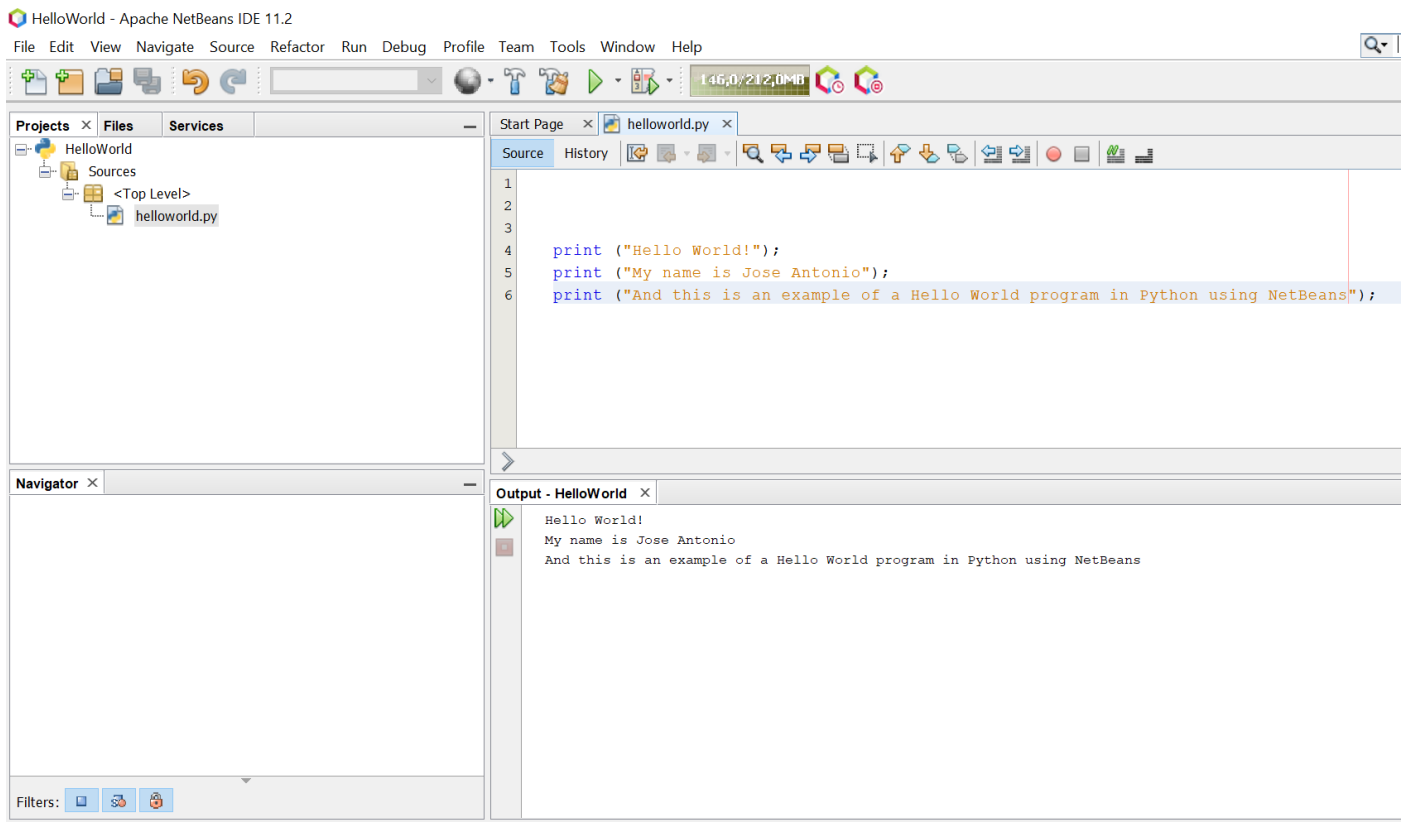 HelloWorld - Apache NetBeans IDE 11.2
File Edit View Navigate Source Refactor Run Debug Profile Team Tools Window Help
146,0/212,0MB
Projects Files Services
HelloWorld
Sources
<Top Level>
helloworld.py
Navigator
Filters:
Start Page helloworld.py
Source History
1
2
3
4 print ("Hello World!");
5 print ("My name is Jose Antonio");
6 print ("And this is an example of a Hello World program in Python using NetBeans");
Output - HelloWorld
Hello World!
My name is Jose Antonio
And this is an example of a Hello World program in Python using NetBeans